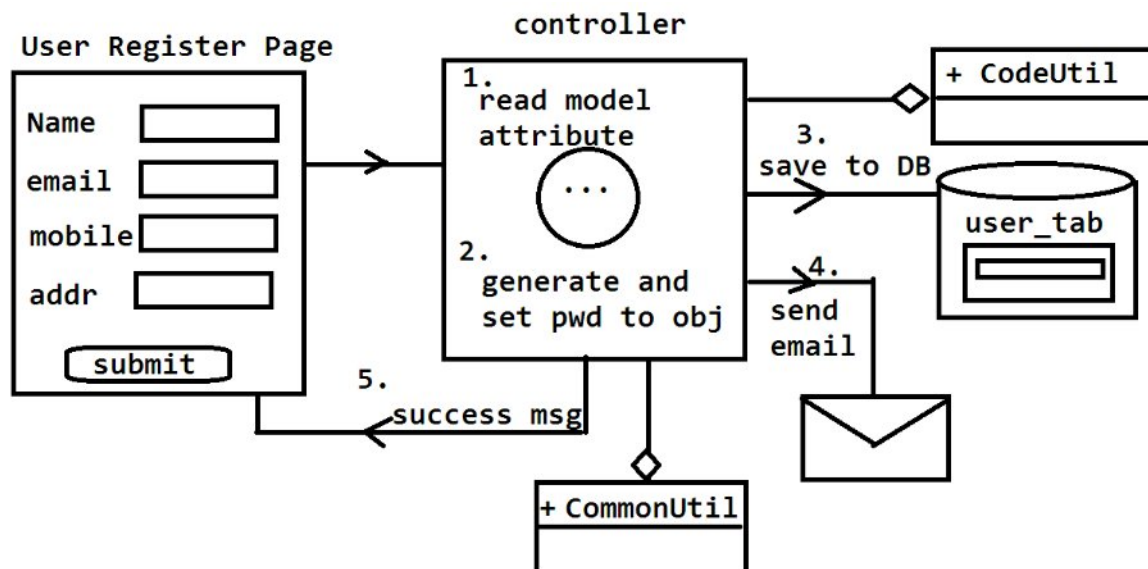 User Register Page
Name
email
mobile
addr
submit
controller
1.
read model
attribute
...
2.
generate and
set pwd to obj
+ CodeUtil
3.
save to DB
user_tab
4.
send
email
5.
success msg
+ CommonUtil